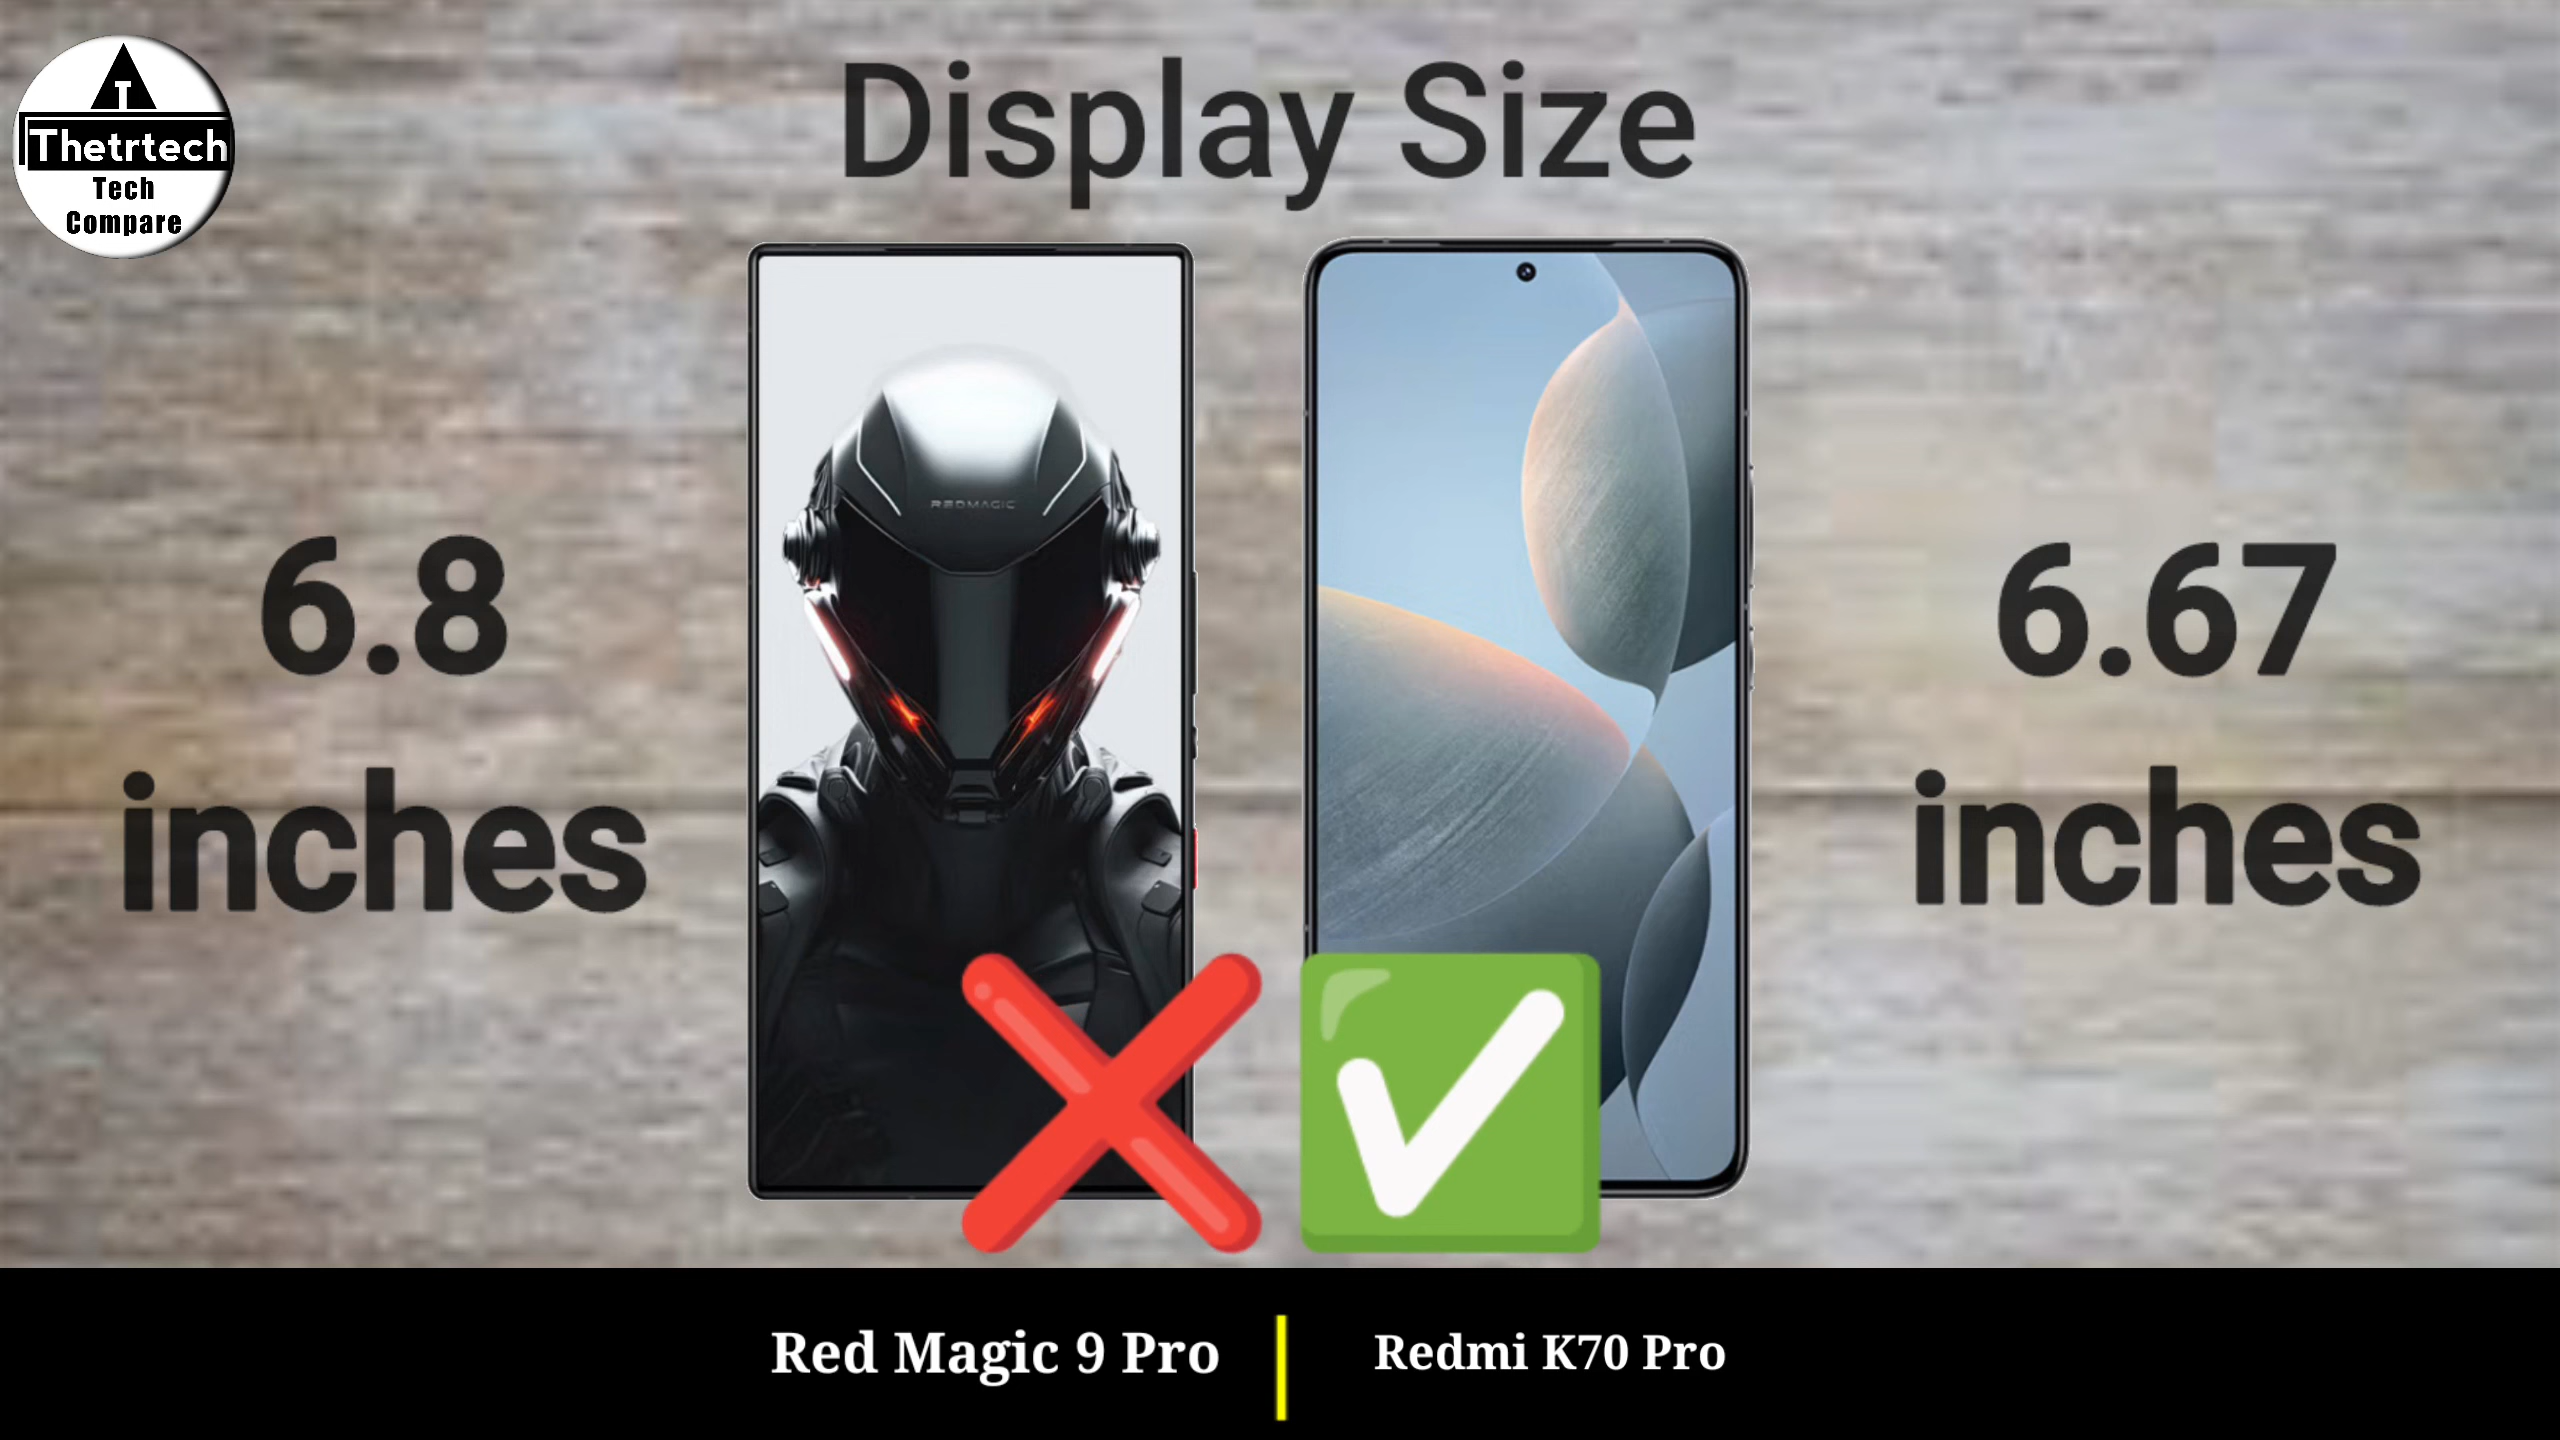 T
Thetrtech
Tech
Compare
Display Size
REDMAGIC
6.8
inches
6.67
inches
Red Magic 9 Pro
Redmi K70 Pro